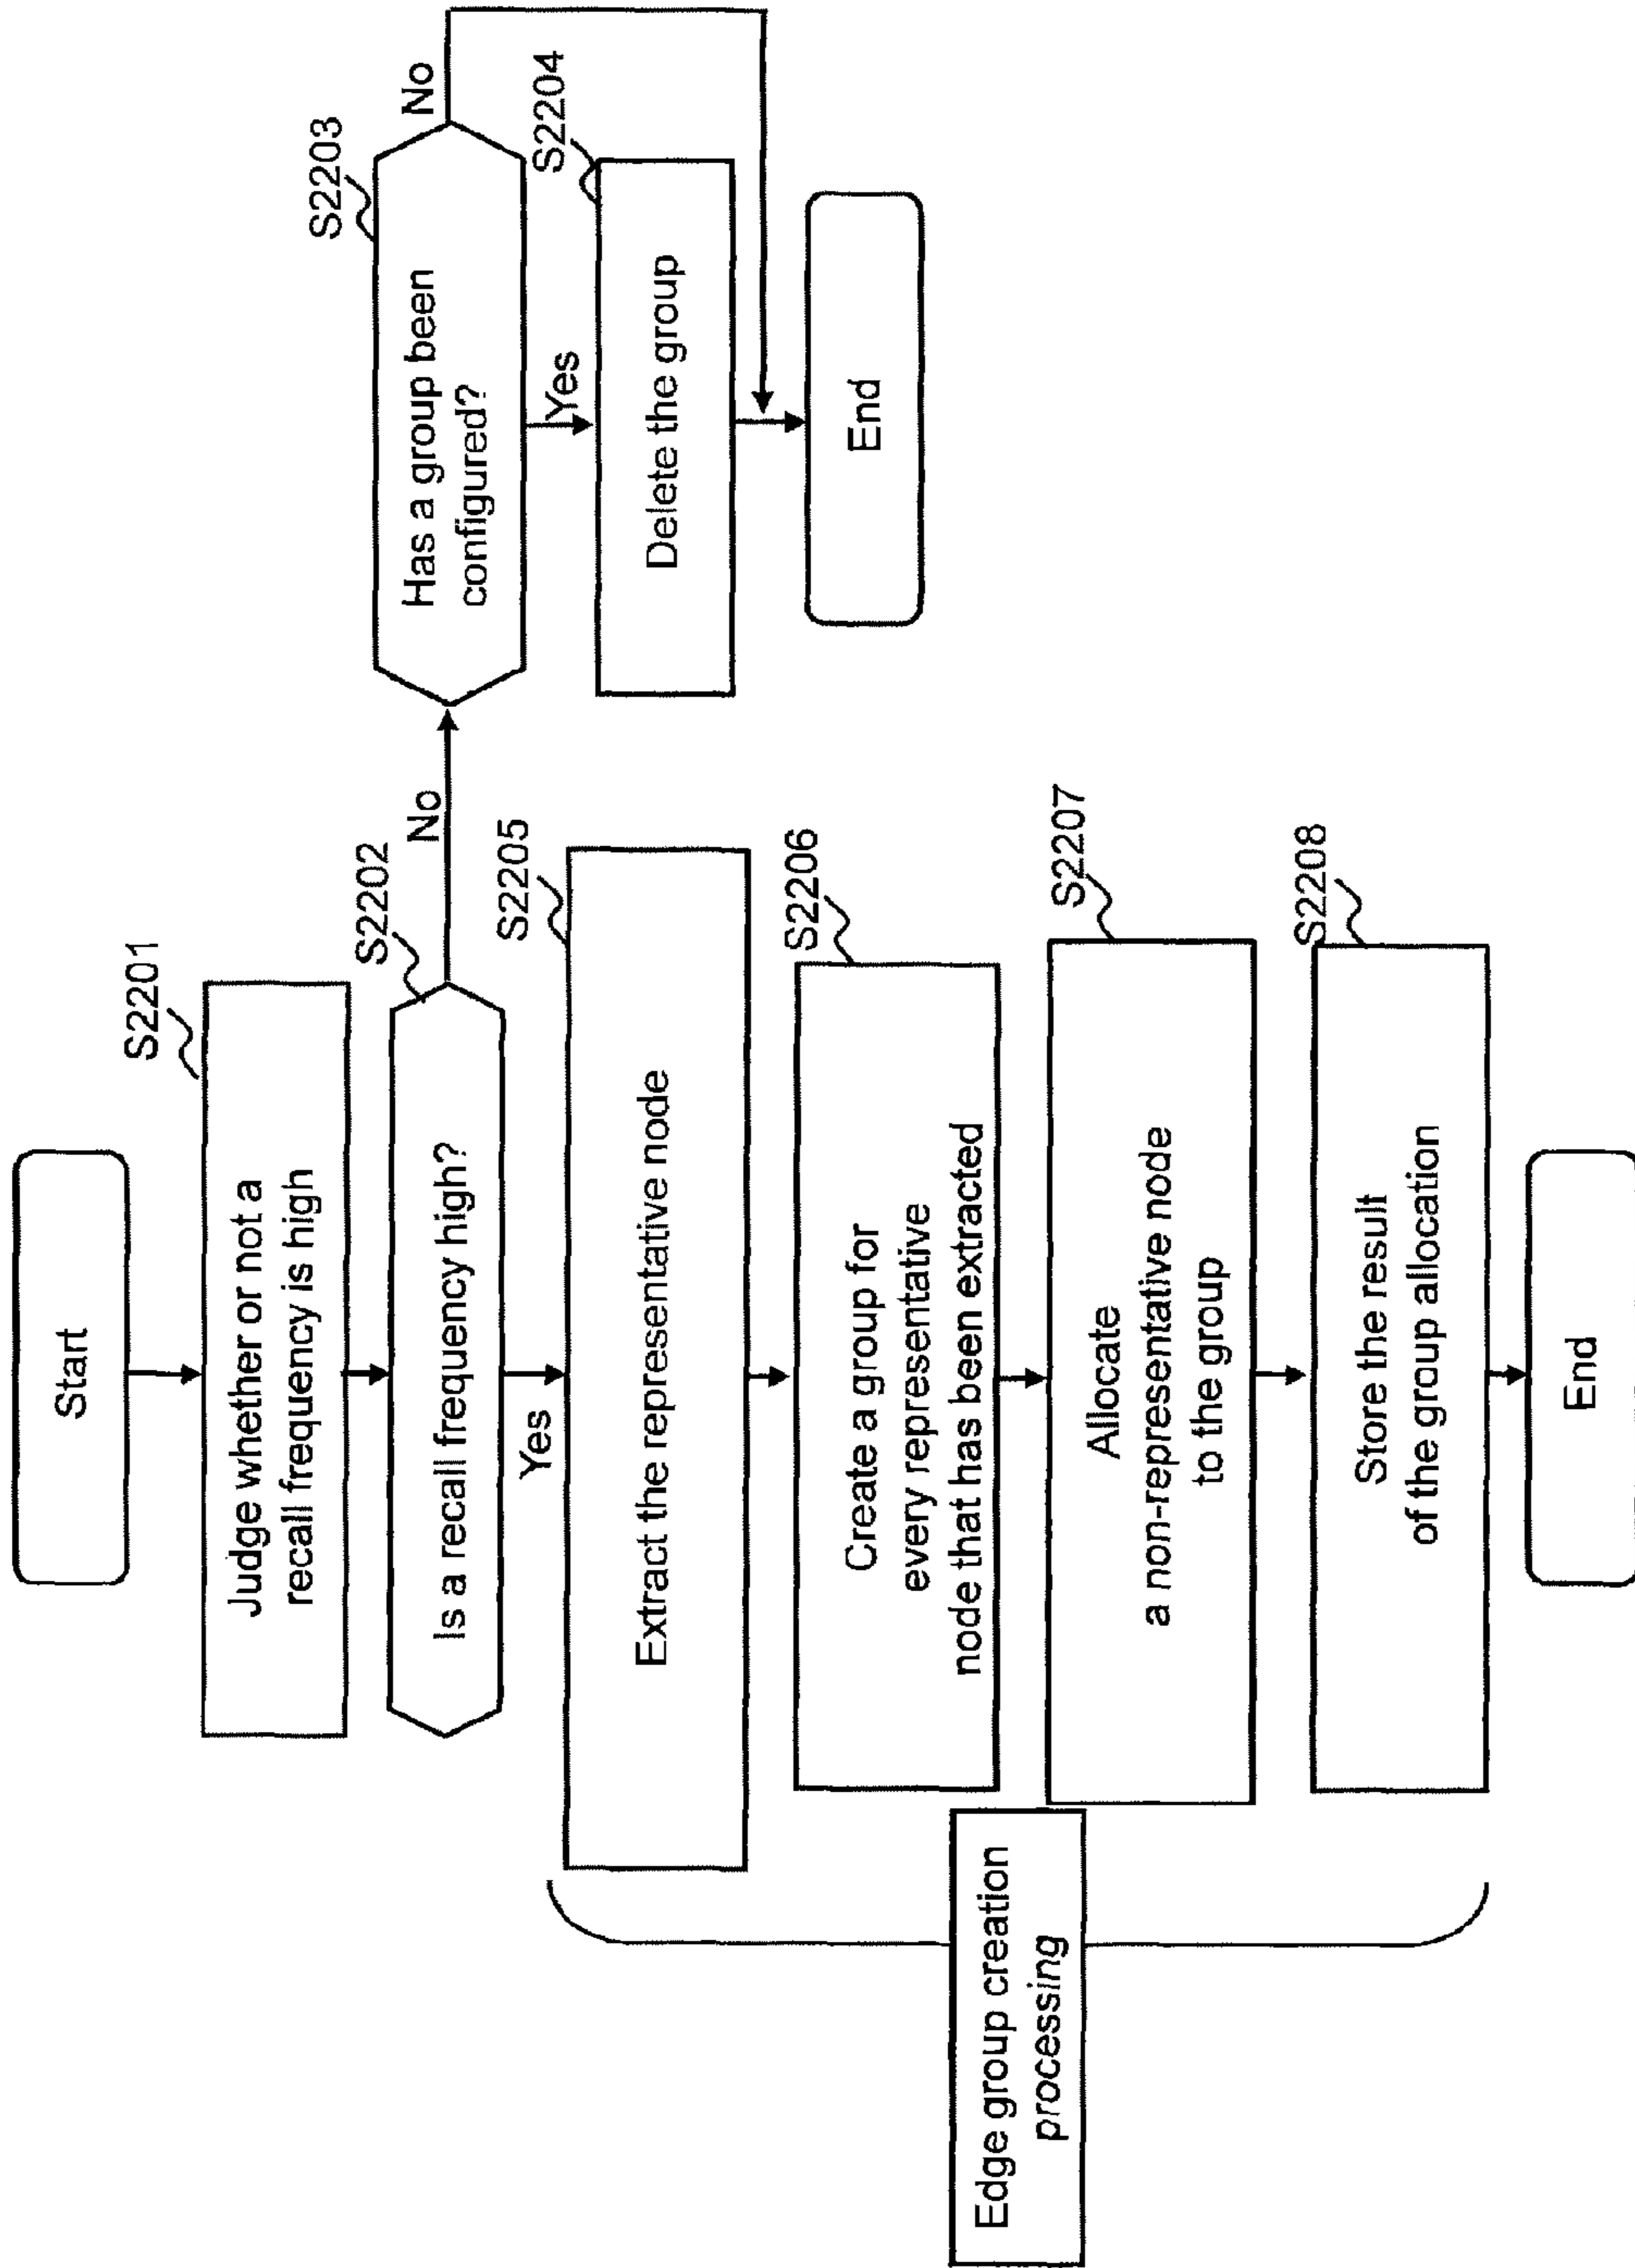 Start
S2201
Judge whether or not a
recall frequency is high
S2202
Is a recall frequency high?
No
Yes
S2203
Has a group been
configured?
No
Yes
S2204
Delete the group
End
S2205
Extract the representative node
S2206
Create a group for
every representative
node that has been extracted
S2207
Allocate
a non-representative node
to the group
S2208
Store the result
of the group allocation
End
Edge group creation
processing